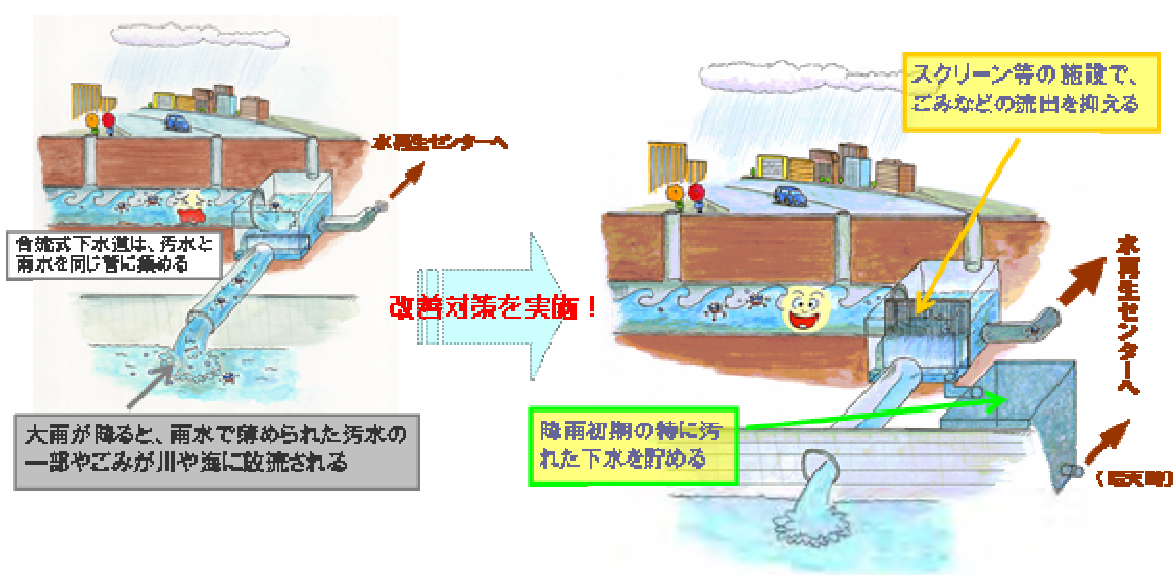 水再生センターへ
合流式下水道は、汚水と
雨水を同じ管に集める
大雨が降ると、雨水で薄められた汚水の
一部やごみが川や海に放流される
改善対策を実施！
スクリーン等の施設で、
ごみなどの流出を抑える
降雨初期の特に汚
れた下水を貯める
水再生センターへ
(晴天時)